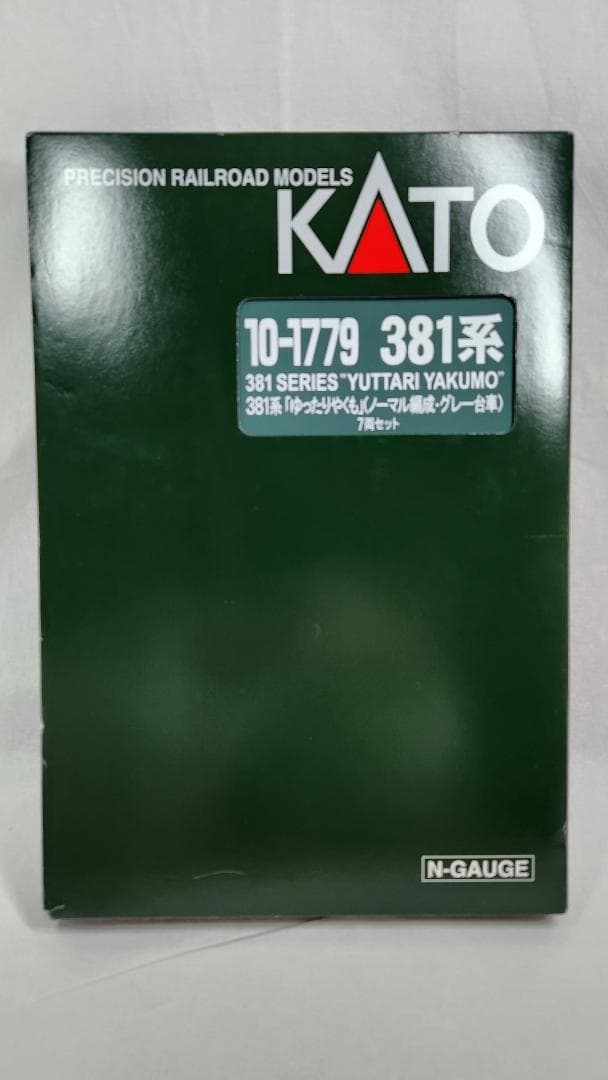 PRECISION RAILROAD MODELS
KATO
10-1779 381系
381 SERIES "YUTTARI YAKUMO"
381系「ゆったりやくも」(ノーマル編成・グレー台車)
7両セット
N-GAUGE